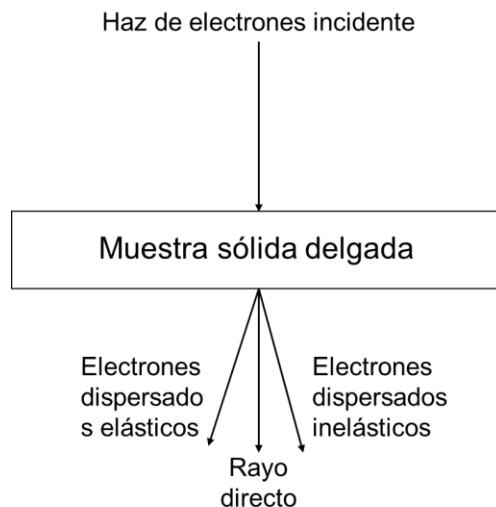 Haz de electrones incidente
Muestra sólida delgada
Electrones
dispersado
s elásticos
Electrones
dispersados
inelásticos
Rayo
directo